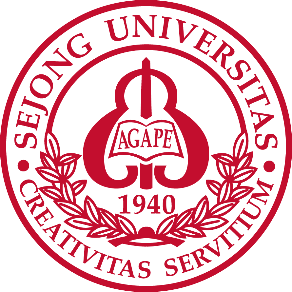 SEJONG UNIVERSITAS
AGAPE
1940
CREATIVITAS SERVITIUM